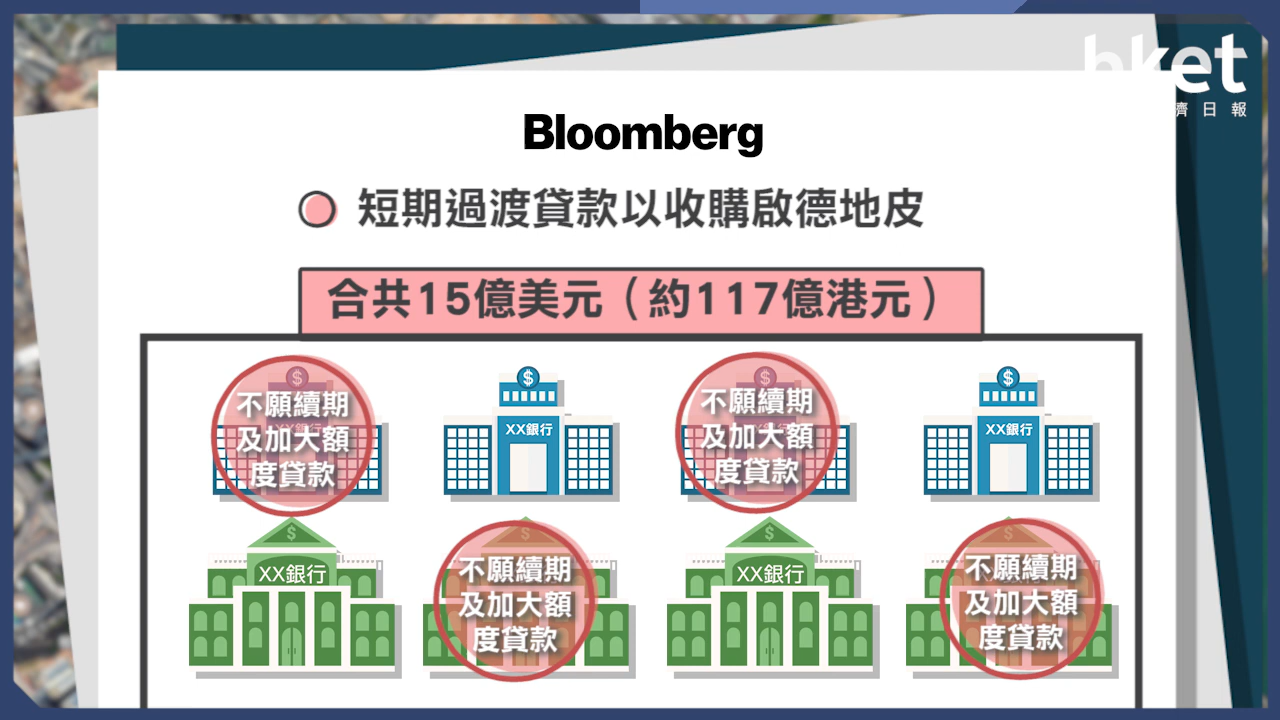 hket
濟日報
Bloomberg
短期過渡貸款以收購啟德地皮
合共15億美元（約117億港元）
$
不願續期
及加大額
度貸款
$
XX銀行
$
不願續期
及加大額
度貸款
$
XX銀行
$
XX銀行
$
不願續期
及加大額
度貸款
$
XX銀行
$
不願續期
及加大額
度貸款